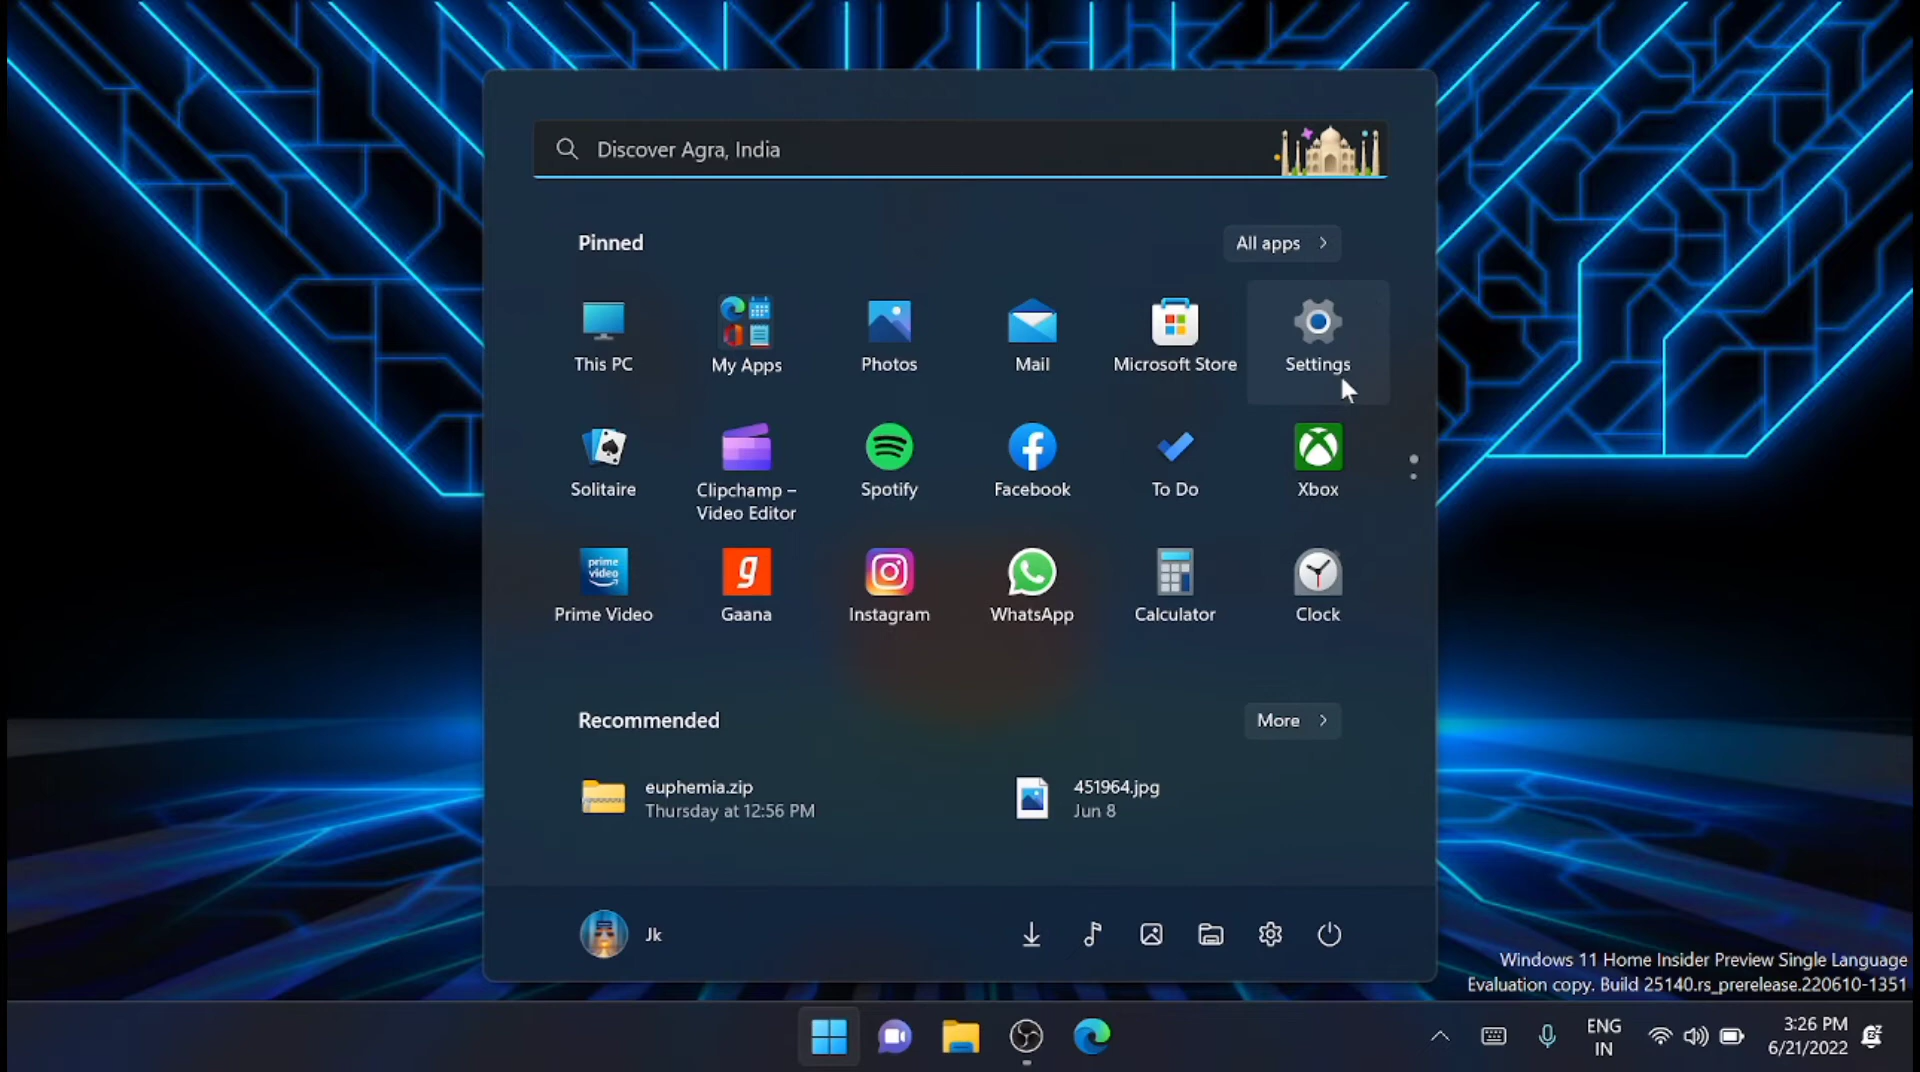 Discover Agra, India
Pinned
All apps
This PC
My Apps
Photos
Mail
Microsoft Store
Settings
Solitaire
Clipchamp –
Video Editor
Spotify
Facebook
To Do
Xbox
prime
video
Prime Video
g
Gaana
Instagram
WhatsApp
Calculator
Clock
Recommended
More
euphemia.zip
Thursday at 12:56 PM
451964.jpg
Jun 8
Jk
Windows 11 Home Insider Preview Single Language
Evaluation copy. Build 25140.rs_prerelease.220610-1351
ENG
IN
3:26 PM
6/21/2022